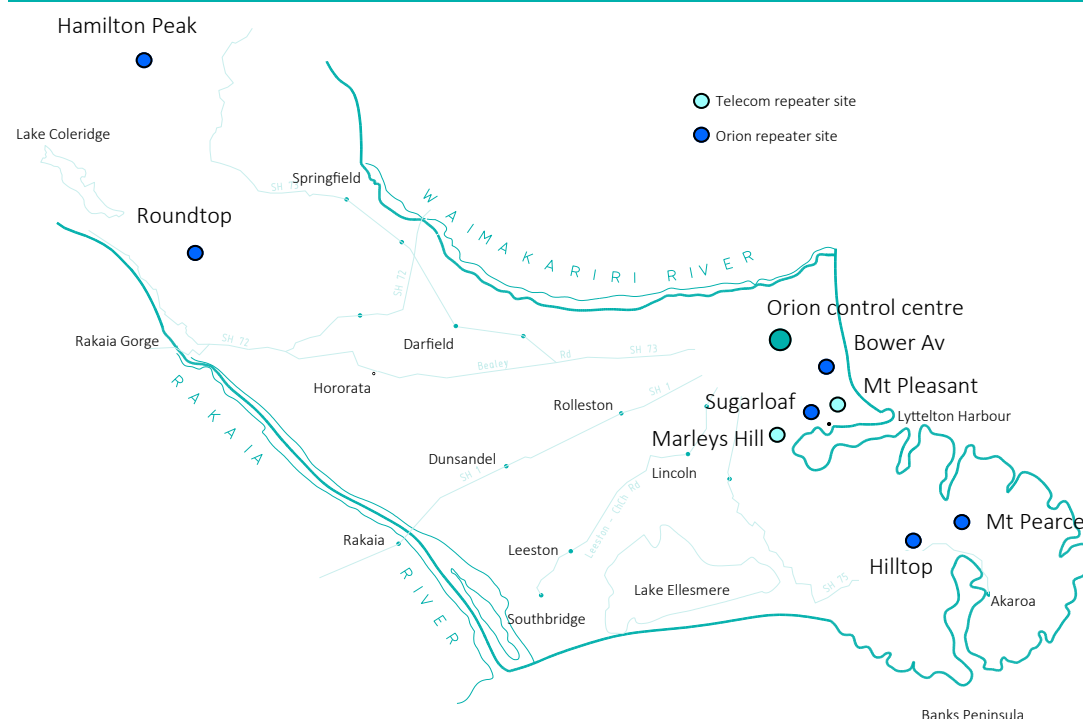 Hamilton Peak
Telecom repeater site
Lake Coleridge
Orion repeater site
SH 73
Springfield
Roundtop
WAIMAKARIRI RIVER
SH 72
Orion control centre
Rakaia Gorge
SH 72
Darfield
Bower Av
Bealey Rd
SH 73
Hororata
Mt Pleasant
SH 1
Rolleston
Sugarloaf
Lyttelton Harbour
RAKAIA
Marleys Hill
Dunsandel
Lincoln
SH 1
Leeston - ChCh Rd
Mt Pearce
Rakaia
Leeston
Hilltop
RIVER
Lake Ellesmere
SH 75
Akaroa
Southbridge
Banks Peninsula